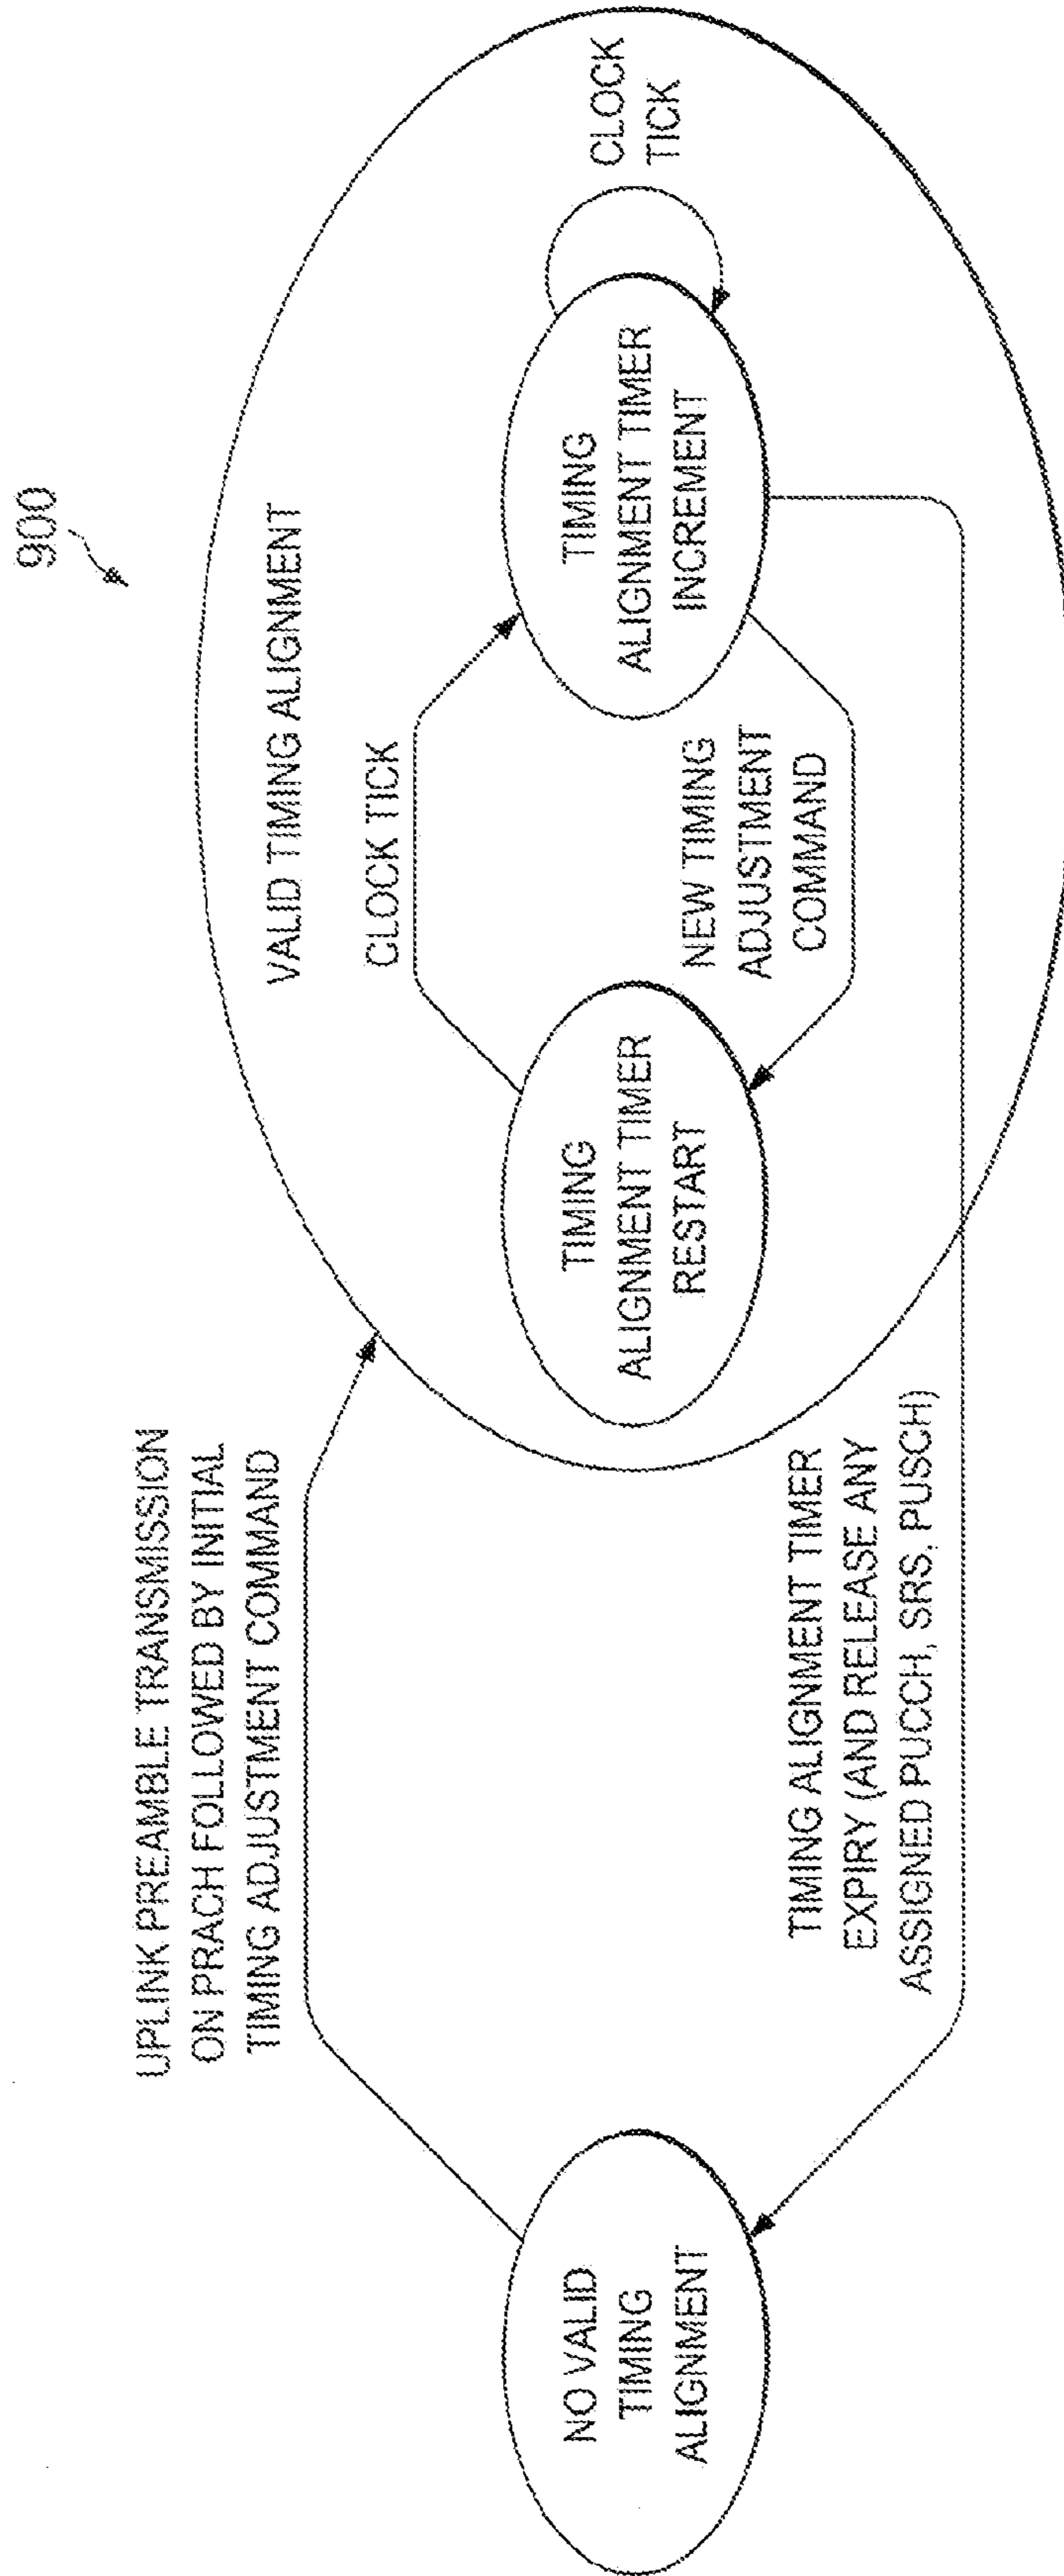 900
UPLINK PREAMBLE TRANSMISSION
ON PRACH FOLLOWED BY INITIAL
TIMING ADJUSTMENT COMMAND
VALID TIMING ALIGNMENT
CLOCK TICK
NO VALID
TIMING
ALIGNMENT
TIMING
ALIGNMENT TIMER
RESTART
TIMING
ALIGNMENT TIMER
INCREMENT
CLOCK
TICK
NEW TIMING
ADJUSTMENT
COMMAND
TIMING ALIGNMENT TIMER
EXPIRY (AND RELEASE ANY
ASSIGNED PUCCH, SRS, PUSCH)